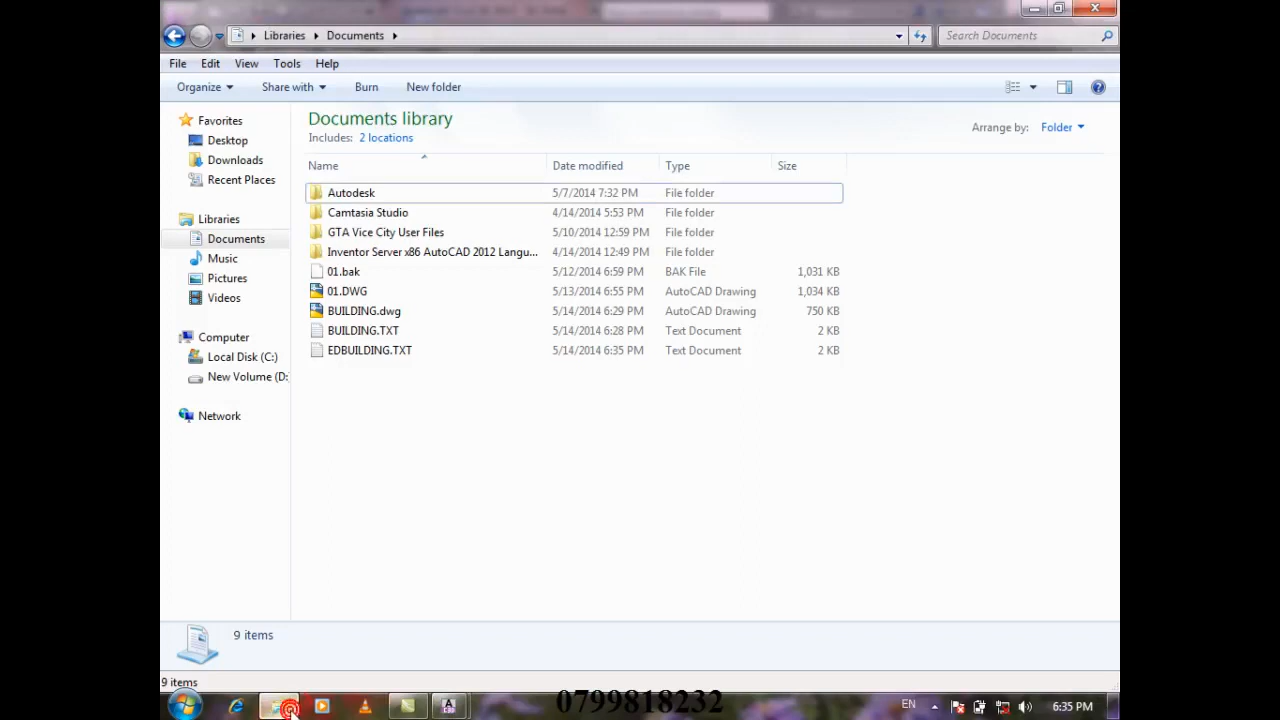 Libraries Documents
Search Documents
File Edit View Tools Help
Organize Share with Burn New folder
Favorites
Desktop
Downloads
Recent Places
Libraries
Documents
Music
Pictures
Videos
Computer
Local Disk (C:)
New Volume (D:
Network
Documents library
Includes: 2 locations
Arrange by: Folder
Name Date modified Type Size
Autodesk 5/7/2014 7:32 PM File folder
Camtasia Studio 4/14/2014 5:53 PM File folder
GTA Vice City User Files 5/10/2014 12:59 PM File folder
Inventor Server x86 AutoCAD 2012 Langu... 4/14/2014 12:49 PM File folder
01.bak 5/12/2014 6:59 PM BAK File 1,031 KB
01.DWG 5/13/2014 6:55 PM AutoCAD Drawing 1,034 KB
BUILDING.dwg 5/14/2014 6:29 PM AutoCAD Drawing 750 KB
BUILDING.TXT 5/14/2014 6:28 PM Text Document 2 KB
EDBUILDING.TXT 5/14/2014 6:35 PM Text Document 2 KB
9 items
9 items
0799818232
EN
6:35 PM